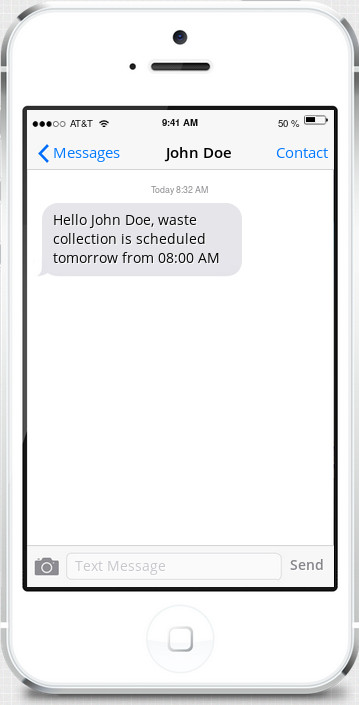 AT&T 9:41 AM 50 %
Messages John Doe Contact
Today 8:32 AM
Hello John Doe, waste
collection is scheduled
tomorrow from 08:00 AM
Text Message Send